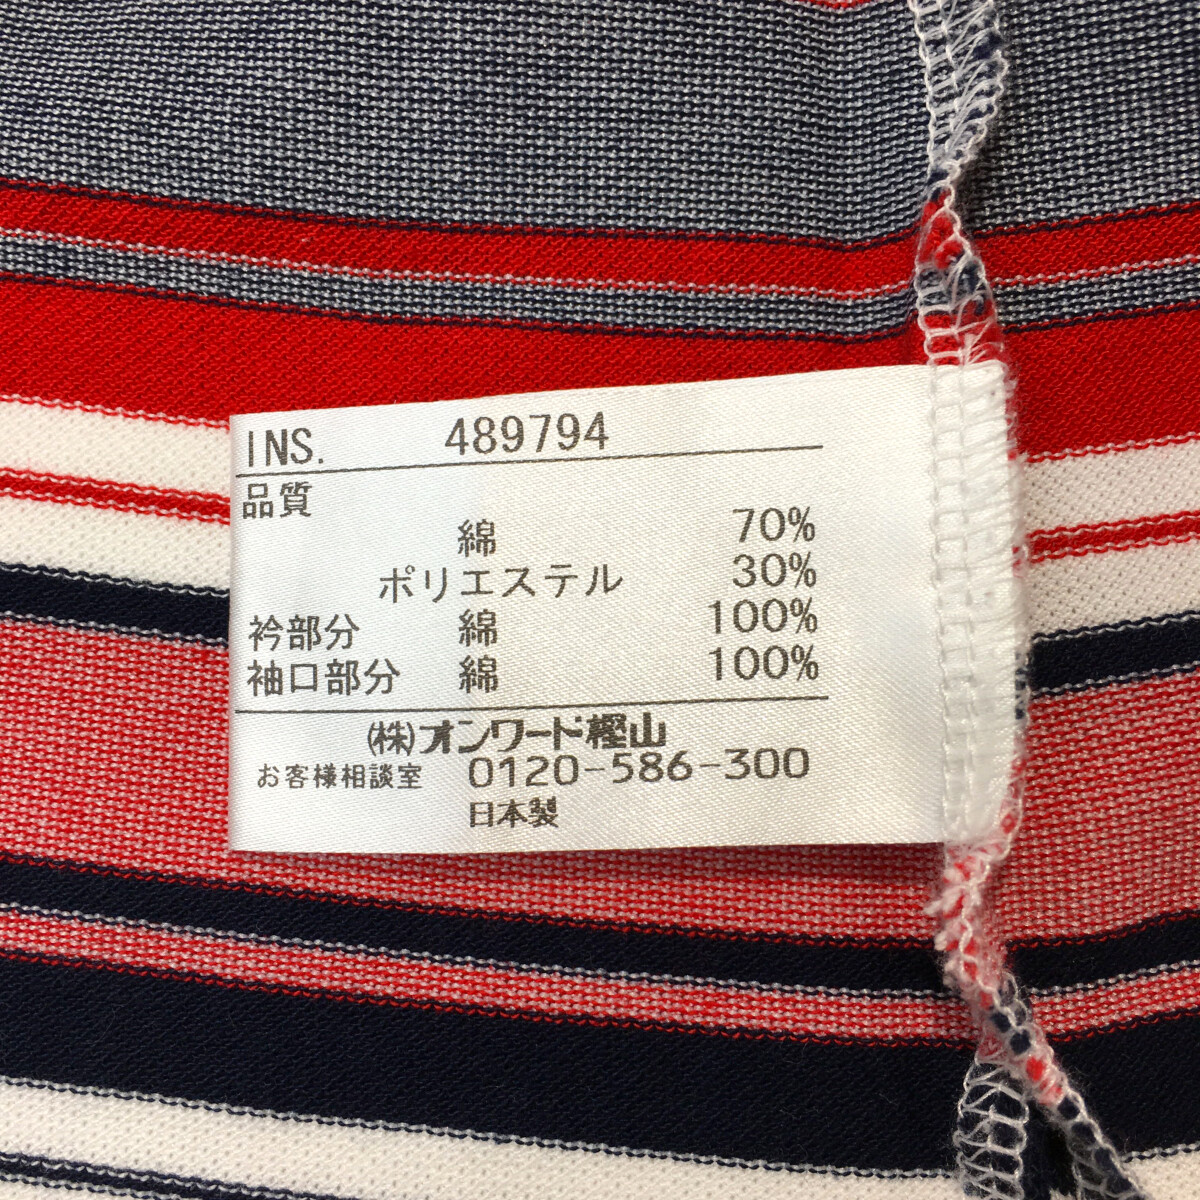 INS. 489794
品質
綿 70%
ポリエステル 30%
衿部分 綿 100%
袖口部分 綿 100%
(株)オンワード樫山
お客様相談室 0120-586-300
日本製